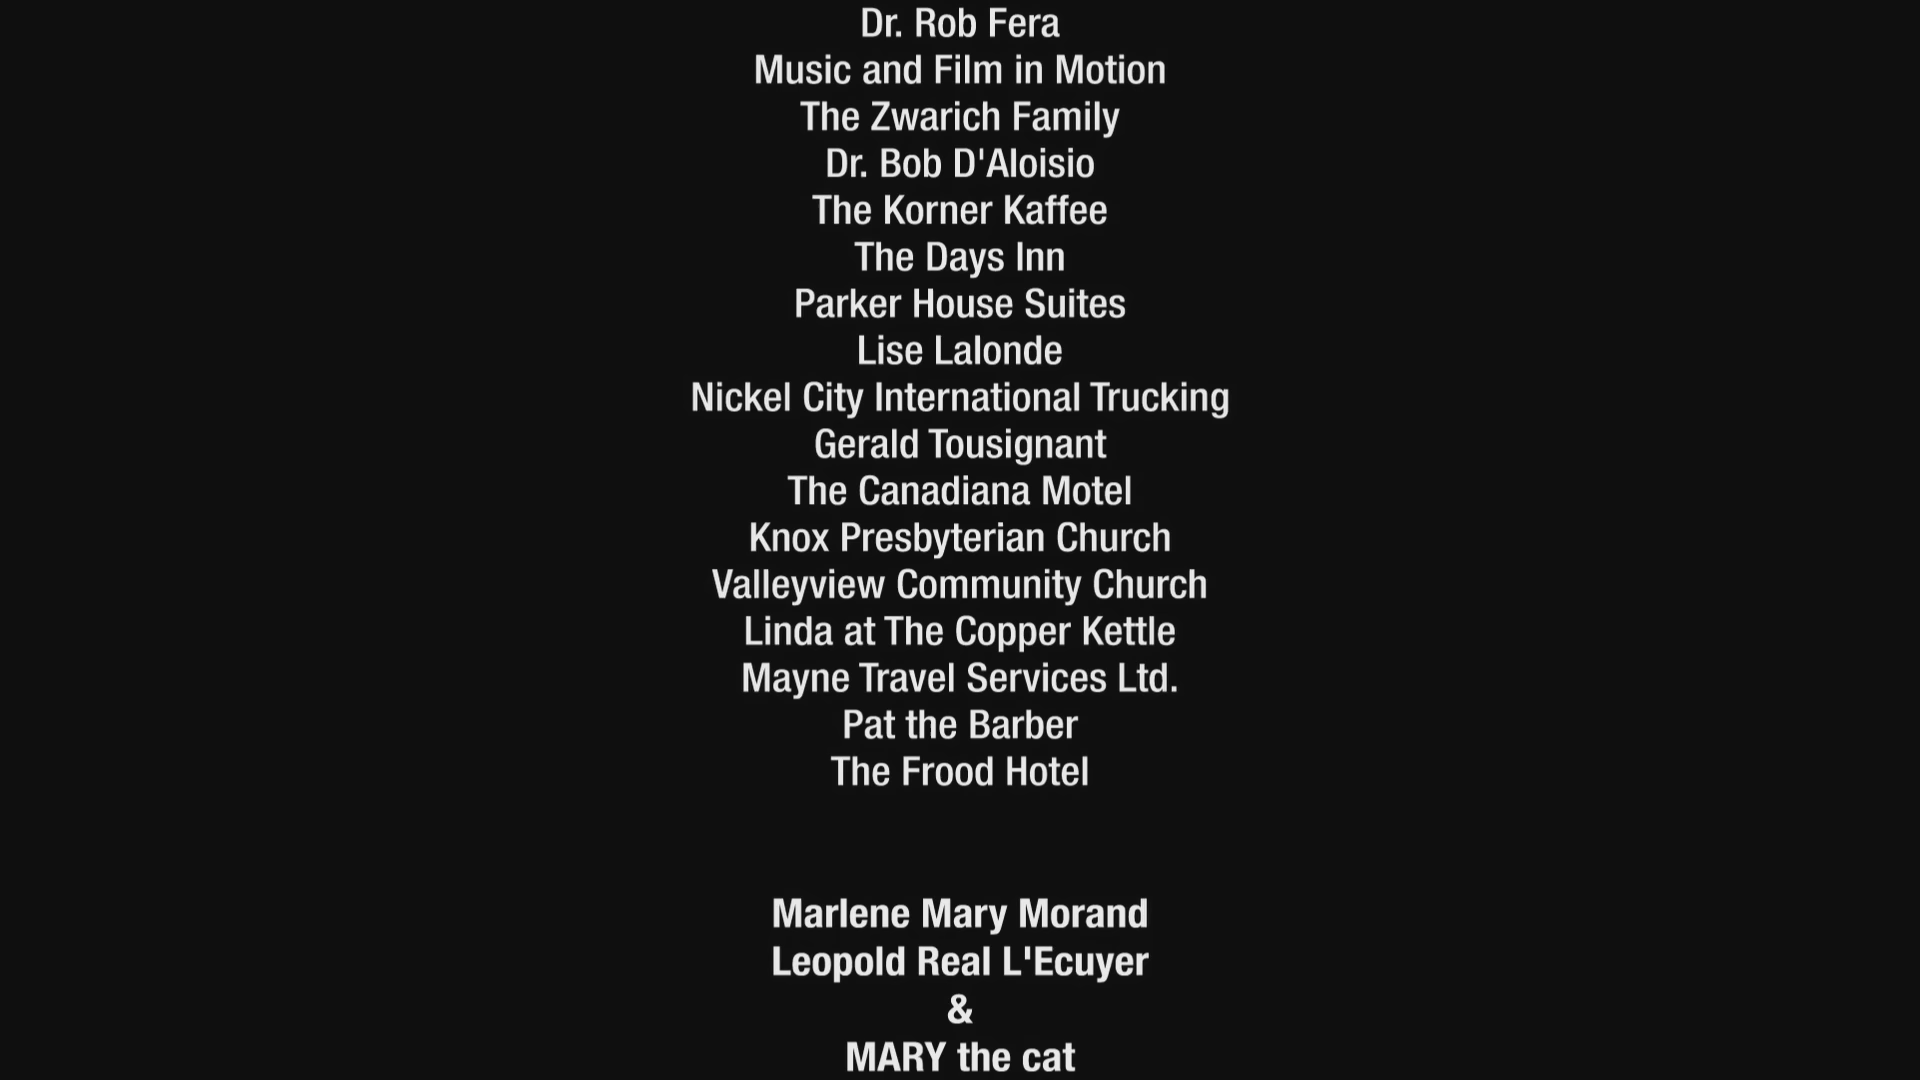 Dr. Rob Fera
Music and Film in Motion
The Zwarich Family
Dr. Bob D'Aloisio
The Korner Kaffee
The Days Inn
Parker House Suites
Lise Lalonde
Nickel City International Trucking
Gerald Tousignant
The Canadiana Motel
Knox Presbyterian Church
Valleyview Community Church
Linda at The Copper Kettle
Mayne Travel Services Ltd.
Pat the Barber
The Frood Hotel
Marlene Mary Morand
Leopold Real L'Ecuyer
&
MARY the cat